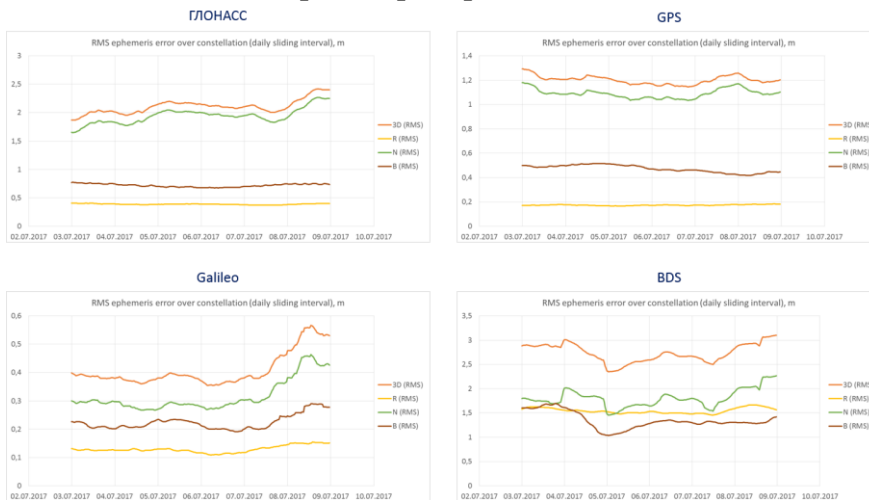 ГЛОНАСС
RMS ephemeris error over constellation (daily sliding interval), m
3
2,5
2
1,5
1
0,5
0
02.07.2017 03.07.2017 04.07.2017 05.07.2017 06.07.2017 07.07.2017 08.07.2017 09.07.2017 10.07.2017
3D (RMS)
R (RMS)
N (RMS)
B (RMS)
GPS
RMS ephemeris error over constellation (daily sliding interval), m
1,4
1,2
1
0,8
0,6
0,4
0,2
0
02.07.2017 03.07.2017 04.07.2017 05.07.2017 06.07.2017 07.07.2017 08.07.2017 09.07.2017 10.07.2017
3D (RMS)
R (RMS)
N (RMS)
B (RMS)
Galileo
RMS ephemeris error over constellation (daily sliding interval), m
0,6
0,5
0,4
0,3
0,2
0,1
0
02.07.2017 03.07.2017 04.07.2017 05.07.2017 06.07.2017 07.07.2017 08.07.2017 09.07.2017 10.07.2017
3D (RMS)
R (RMS)
N (RMS)
B (RMS)
BDS
RMS ephemeris error over constellation (daily sliding interval), m
3,5
3
2,5
2
1,5
1
0,5
0
02.07.2017 03.07.2017 04.07.2017 05.07.2017 06.07.2017 07.07.2017 08.07.2017 09.07.2017 10.07.2017
3D (RMS)
R (RMS)
N (RMS)
B (RMS)